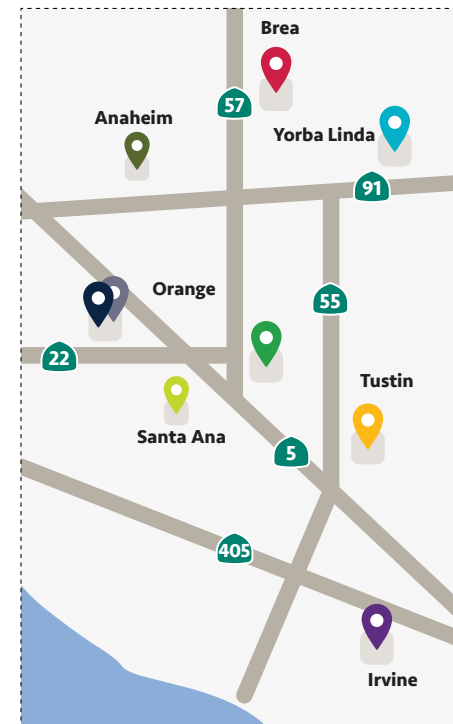 Brea
57
Anaheim
Yorba Linda
91
Orange
55
22
Tustin
Santa Ana
5
405
Irvine